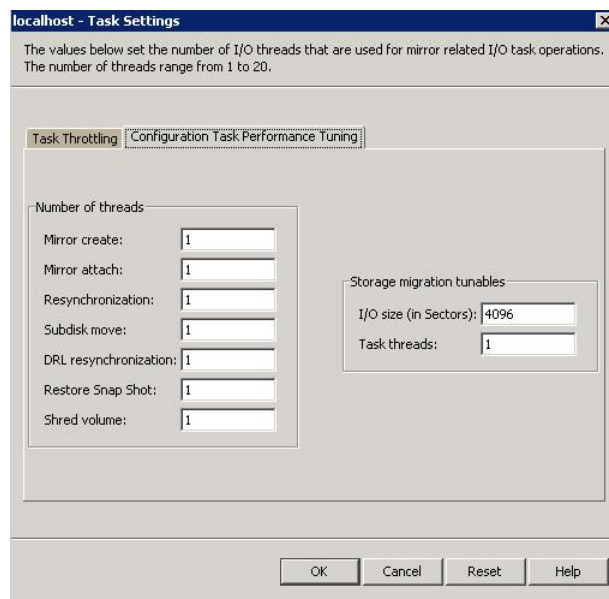 localhost - Task Settings
The values below set the number of I/O threads that are used for mirror related I/O task operations.
The number of threads range from 1 to 20.
Task Throttling
Configuration Task Performance Tuning
Number of threads
Mirror create: 1
Mirror attach: 1
Resynchronization: 1
Subdisk move: 1
DRL resynchronization: 1
Restore Snap Shot: 1
Shred volume: 1
Storage migration tunables
I/O size (in Sectors): 4096
Task threads: 1
OK Cancel Reset Help